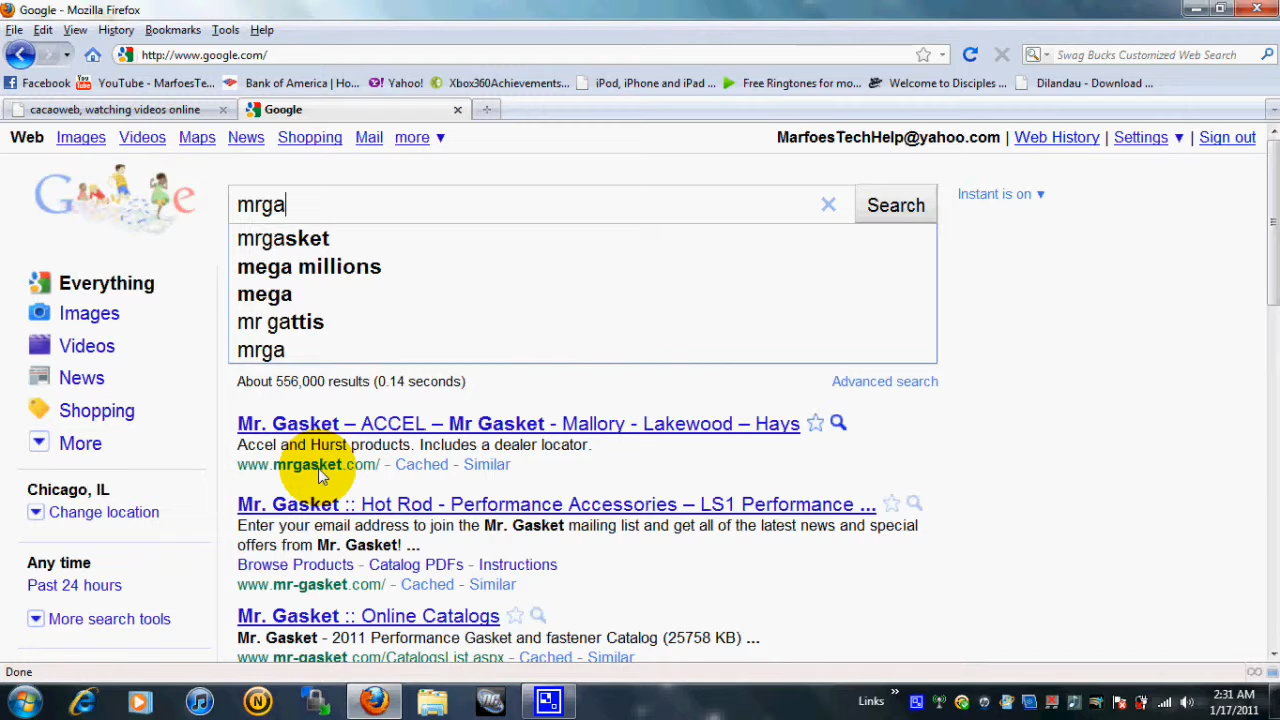 Google - Mozilla Firefox
File Edit View History Bookmarks Tools Help
http://www.google.com/
Swag Bucks Customized Web Search
Facebook YouTube - MarfoesTe... Bank of America | Ho... Yahoo! Xbox360Achievements... iPod, iPhone and iPad ... Free Ringtones for mo... Welcome to Disciples ... Dilandau - Download ...
cacaoweb, watching videos online Google
Web Images Videos Maps News Shopping Mail more ▼ MarfoesTechHelp@yahoo.com | Web History | Settings ▼ | Sign out
mrga Search Instant is on ▼
mrgasket
mega millions
mega
mr gattis
mrga
Everything
Images
Videos
News
Shopping
More
Chicago, IL
Change location
Any time
Past 24 hours
More search tools
About 556,000 results (0.14 seconds) Advanced search
Mr. Gasket – ACCEL – Mr Gasket - Mallory - Lakewood – Hays
Accel and Hurst products. Includes a dealer locator.
www.mrgasket.com/ - Cached - Similar
Mr. Gasket :: Hot Rod - Performance Accessories – LS1 Performance ...
Enter your email address to join the Mr. Gasket mailing list and get all of the latest news and special
offers from Mr. Gasket! ...
Browse Products - Catalog PDFs - Instructions
www.mr-gasket.com/ - Cached - Similar
Mr. Gasket :: Online Catalogs
Mr. Gasket - 2011 Performance Gasket and fastener Catalog (25758 KB) ...
www.mr-gasket.com/CatalogsList.aspx - Cached - Similar
Done
Links » 2:31 AM
1/17/2011